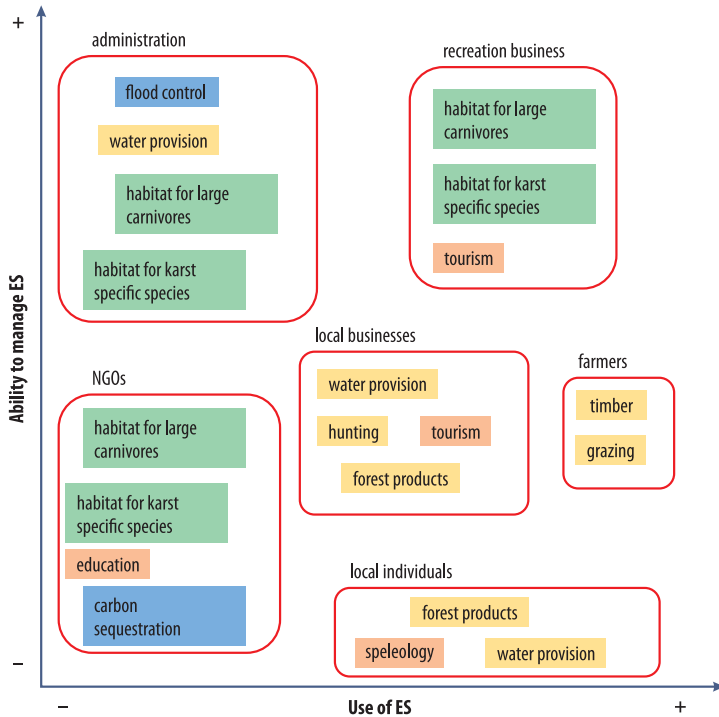 +
administration
flood control
water provision
habitat for large
carnivores
habitat for karst
specific species
recreation business
habitat for large
carnivores
habitat for karst
specific species
tourism
local businesses
water provision
hunting
tourism
forest products
farmers
timber
grazing
NGOs
habitat for large
carnivores
habitat for karst
specific species
education
carbon
sequestration
local individuals
forest products
speleology
water provision
Ability to manage ES
–
–
Use of ES
+